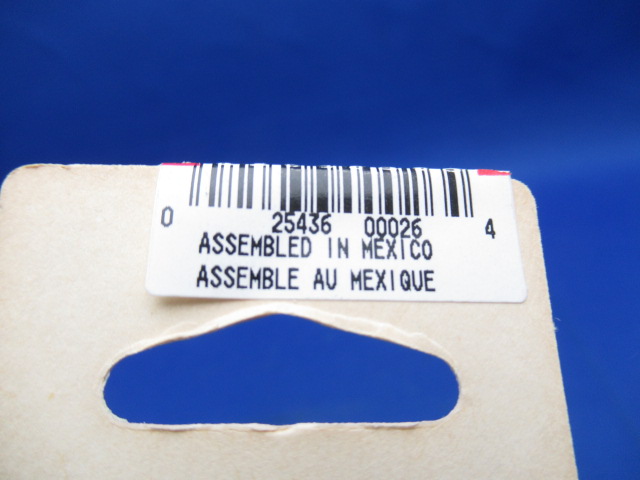 0 25436 00026 4
ASSEMBLED IN MEXICO
ASSEMBLE AU MEXIQUE